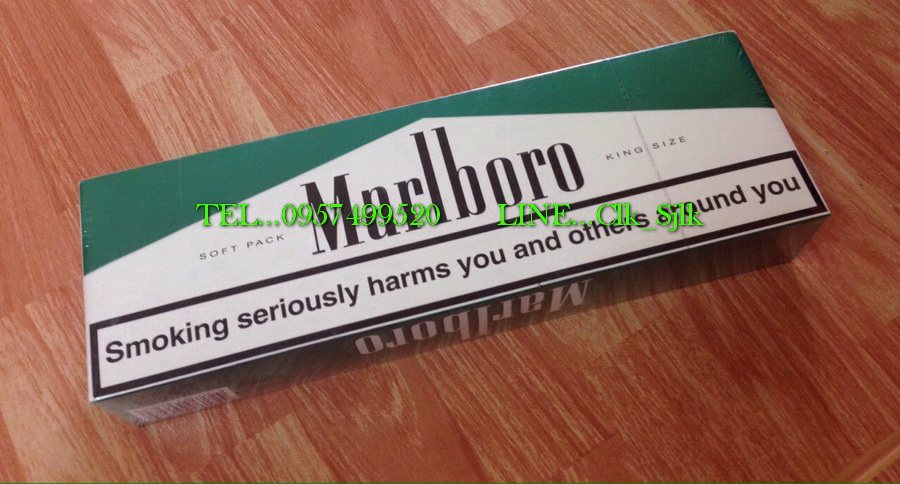 Marlboro
KING SIZE
SOFT PACK
TEL...0957499520 LINE...Clk_Sjlk
Smoking seriously harms you and others around you
Marlboro